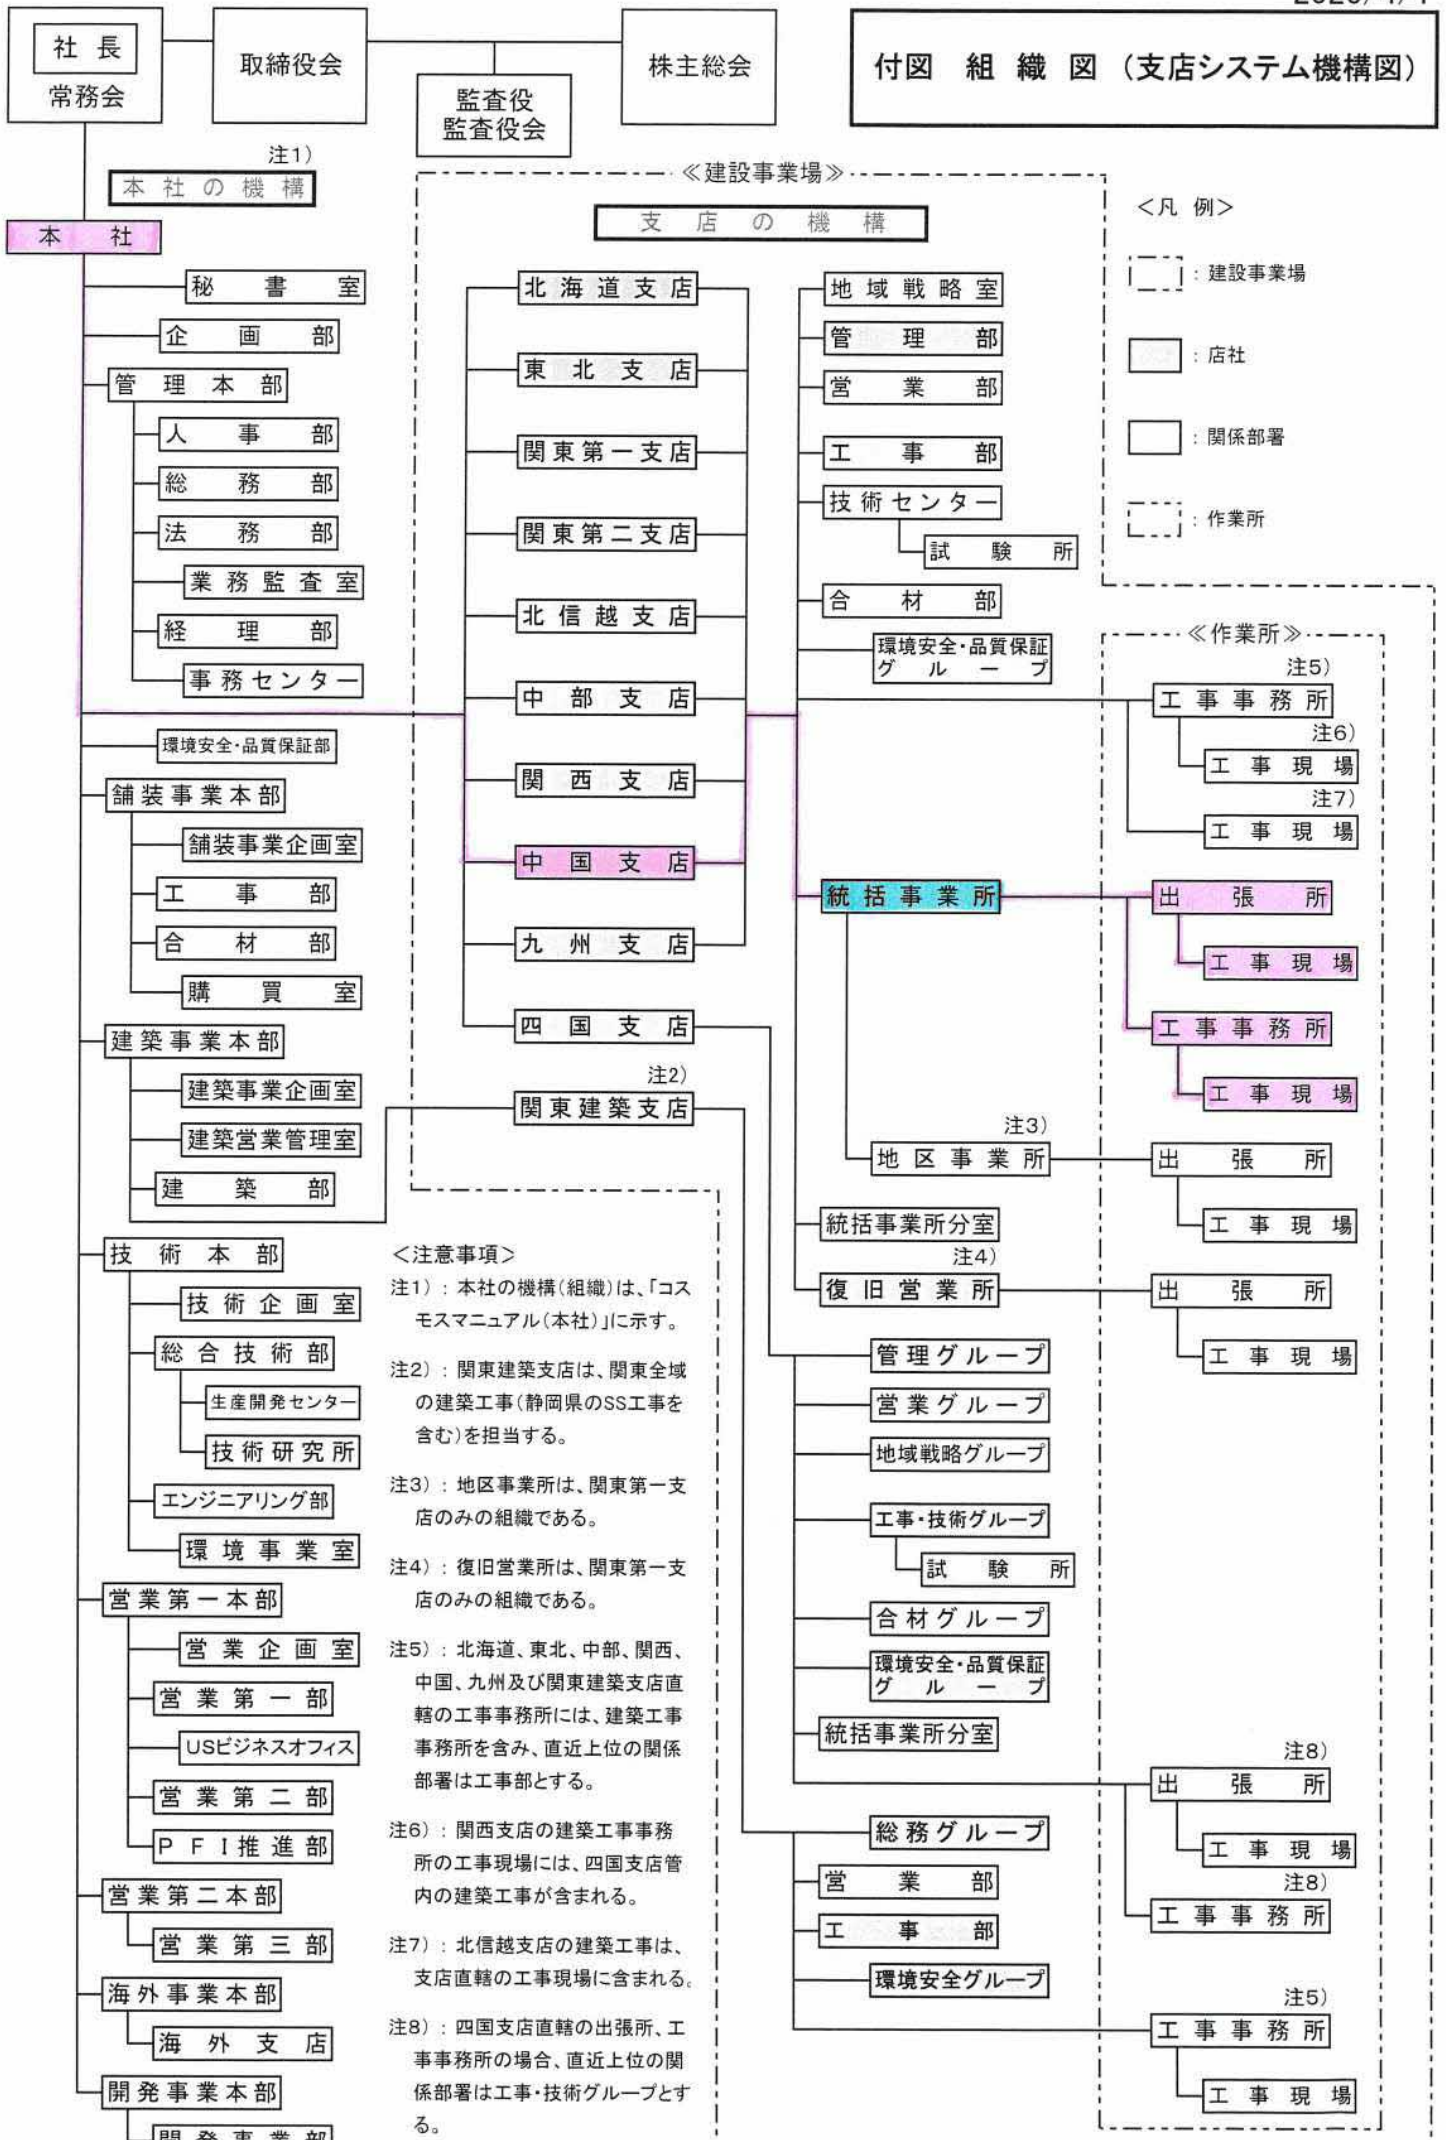 社長
常務会
取締役会
監査役
監査役会
株主総会
付図 組織図（支店システム機構図）
注1）
本社の機構
本社
秘書室
企画部
管理本部
人事部
総務部
法務部
業務監査室
経理部
事務センター
環境安全・品質保証部
舗装事業本部
舗装事業企画室
工事部
合材部
購買室
建築事業本部
建築事業企画室
建築営業管理室
建築部
技術本部
技術企画室
総合技術部
生産開発センター
技術研究所
エンジニアリング部
環境事業室
営業第一本部
営業企画室
営業第一部
USビジネスオフィス
営業第二部
PFI推進部
営業第二本部
営業第三部
海外事業本部
海外支店
開発事業本部
開発事業部
≪建設事業場≫
支店の機構
北海道支店
東北支店
関東第一支店
関東第二支店
北信越支店
中部支店
関西支店
中国支店
九州支店
四国支店
注2）
関東建築支店
地域戦略室
管理部
営業部
工事部
技術センター
試験所
合材部
環境安全・品質保証
グループ
統括事業所
注3）
地区事業所
統括事業所分室
注4）
復旧営業所
管理グループ
営業グループ
地域戦略グループ
工事・技術グループ
試験所
合材グループ
環境安全・品質保証
グループ
統括事業所分室
総務グループ
営業部
工事部
環境安全グループ
＜凡例＞
：建設事業場
：店社
：関係部署
：作業所
≪作業所≫
注5）
工事事務所
注6）
工事現場
注7）
工事現場
出張所
工事現場
工事事務所
工事現場
出張所
工事現場
出張所
工事現場
注8）
出張所
工事現場
注8）
工事事務所
注5）
工事事務所
工事現場
＜注意事項＞
注1）：本社の機構（組織）は、「コス
モスマニュアル（本社）」に示す。
注2）：関東建築支店は、関東全域
の建築工事（静岡県のSS工事を
含む）を担当する。
注3）：地区事業所は、関東第一支
店のみの組織である。
注4）：復旧営業所は、関東第一支
店のみの組織である。
注5）：北海道、東北、中部、関西、
中国、九州及び関東建築支店直
轄の工事事務所には、建築工事
事務所を含み、直近上位の関係
部署は工事部とする。
注6）：関西支店の建築工事事務
所の工事現場には、四国支店管
内の建築工事が含まれる。
注7）：北信越支店の建築工事は、
支店直轄の工事現場に含まれる。
注8）：四国支店直轄の出張所、工
事事務所の場合、直近上位の関
係部署は工事・技術グループとす
る。